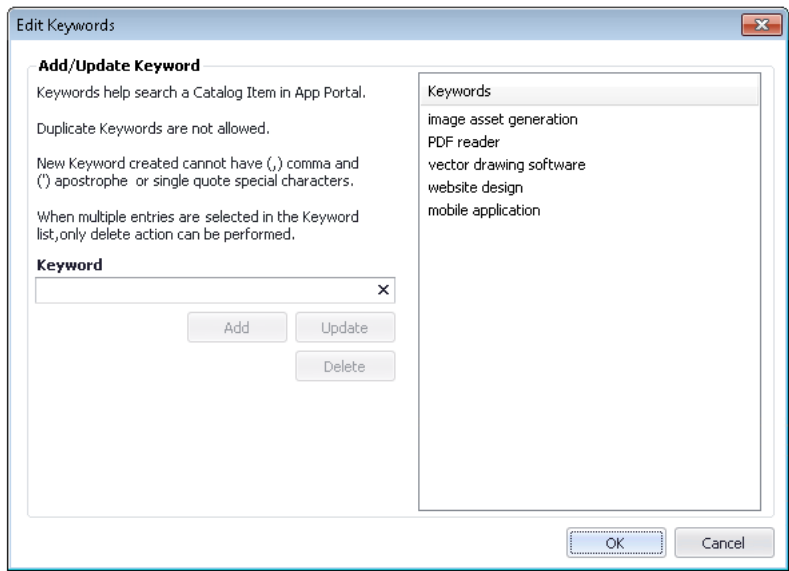 Edit Keywords
Add/Update Keyword
Keywords help search a Catalog Item in App Portal.
Duplicate Keywords are not allowed.
New Keyword created cannot have (,) comma and
(') apostrophe or single quote special characters.
When multiple entries are selected in the Keyword
list,only delete action can be performed.
Keyword
Add
Update
Delete
Keywords
image asset generation
PDF reader
vector drawing software
website design
mobile application
OK
Cancel